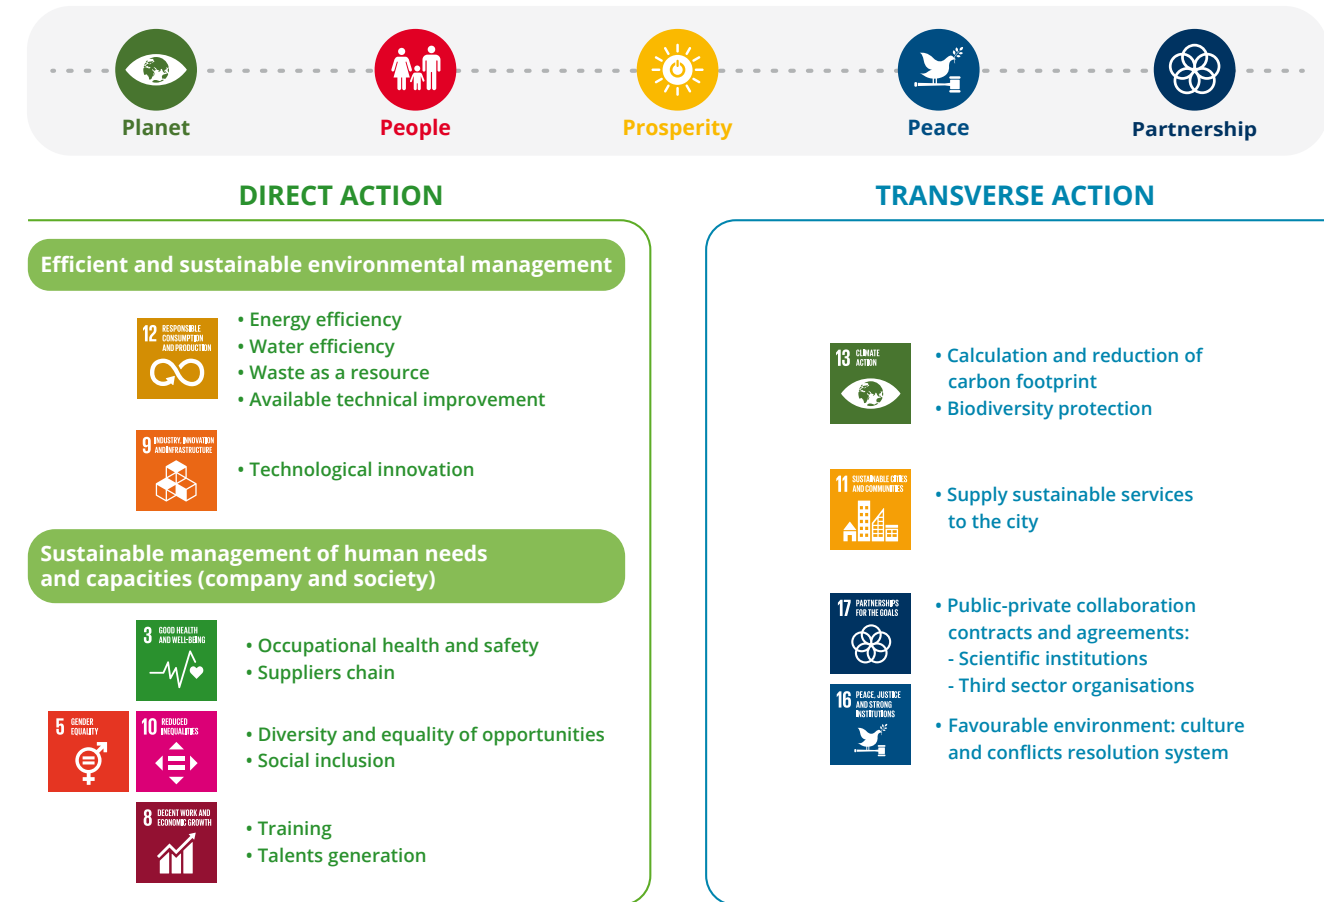 Planet
People
Prosperity
Peace
Partnership
DIRECT ACTION
Efficient and sustainable environmental management
12 RESPONSIBLE
CONSUMPTION
AND PRODUCTION
• Energy efficiency
• Water efficiency
• Waste as a resource
• Available technical improvement
9 INDUSTRY, INNOVATION
AND INFRASTRUCTURE
• Technological innovation
Sustainable management of human needs
and capacities (company and society)
3 GOOD HEALTH
AND WELL-BEING
• Occupational health and safety
• Suppliers chain
5 GENDER
EQUALITY
10 REDUCED
INEQUALITIES
• Diversity and equality of opportunities
• Social inclusion
8 DECENT WORK AND
ECONOMIC GROWTH
• Training
• Talents generation
TRANSVERSE ACTION
13 CLIMATE
ACTION
• Calculation and reduction of
carbon footprint
• Biodiversity protection
11 SUSTAINABLE CITIES
AND COMMUNITIES
• Supply sustainable services
to the city
17 PARTNERSHIPS
FOR THE GOALS
• Public-private collaboration
contracts and agreements:
- Scientific institutions
- Third sector organisations
16 PEACE, JUSTICE
AND STRONG
INSTITUTIONS
• Favourable environment: culture
and conflicts resolution system